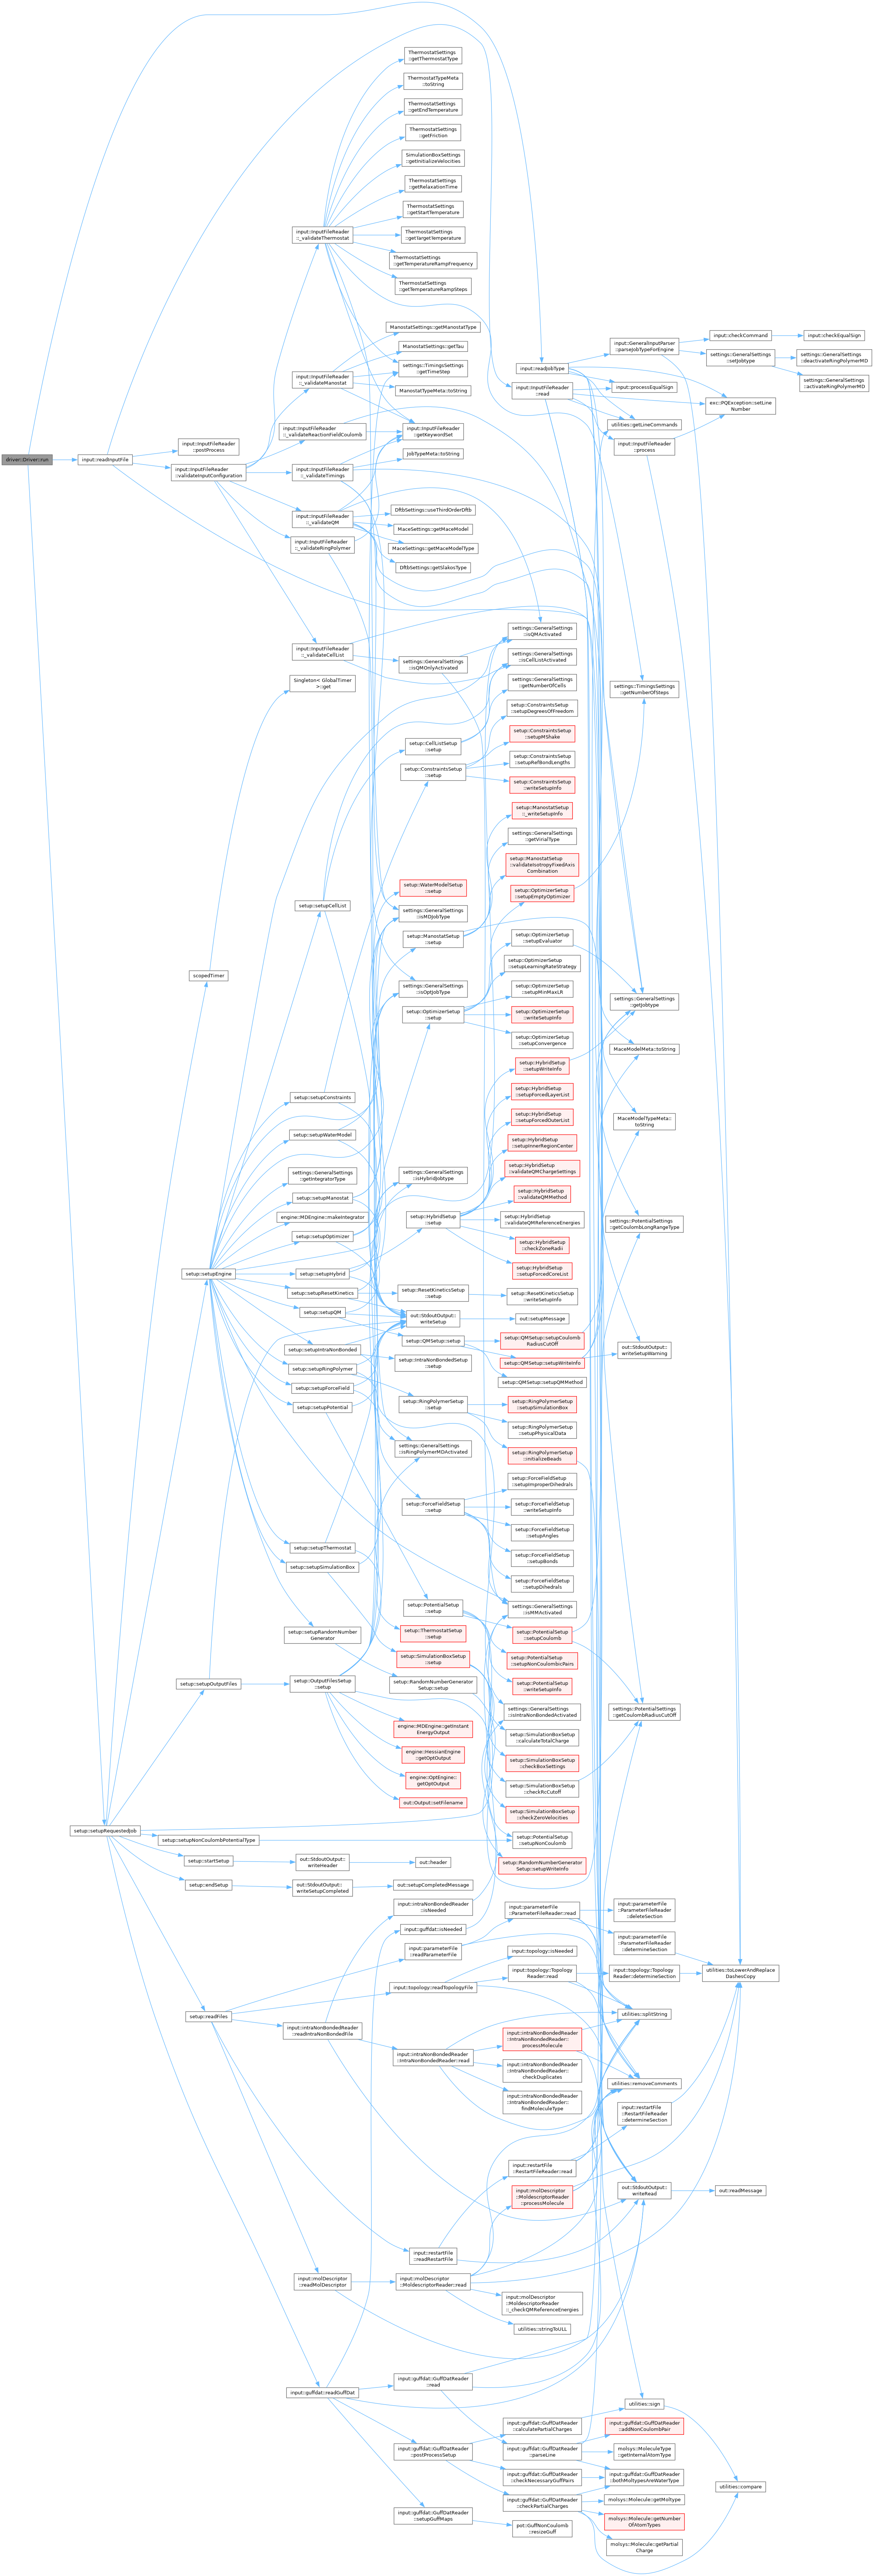 driver::Driver::run
input::readInputFile
input::InputFileReader
::postProcess
input::InputFileReader
::validateInputConfiguration
input::InputFileReader
::_validateThermostat
input::InputFileReader
::_validateManostat
input::InputFileReader
::_validateReactionFieldCoulomb
input::InputFileReader
::_validateTimings
input::InputFileReader
::_validateQM
input::InputFileReader
::_validateRingPolymer
input::InputFileReader
::_validateCellList
Singleton< GlobalTimer
>::get
ThermostatSettings
::getThermostatType
ThermostatTypeMeta
::toString
ThermostatSettings
::getEndTemperature
ThermostatSettings
::getFriction
SimulationBoxSettings
::getInitializeVelocities
ThermostatSettings
::getRelaxationTime
ThermostatSettings
::getStartTemperature
ThermostatSettings
::getTargetTemperature
ThermostatSettings
::getTemperatureRampFrequency
ThermostatSettings
::getTemperatureRampSteps
ManostatSettings::getManostatType
ManostatSettings::getTau
settings::TimingsSettings
::getTimeStep
ManostatTypeMeta::toString
input::InputFileReader
::getKeywordSet
JobTypeMeta::toString
DftbSettings::useThirdOrderDftb
MaceSettings::getMaceModel
MaceSettings::getMaceModelType
DftbSettings::getSlakosType
settings::GeneralSettings
::isQMOnlyActivated
input::readJobType
input::InputFileReader
::read
input::GeneralInputParser
::parseJobTypeForEngine
input::processEqualSign
utilities::getLineCommands
input::InputFileReader
::process
input::checkCommand
input::checkEqualSign
settings::GeneralSettings
::setJobtype
settings::GeneralSettings
::deactivateRingPolymerMD
settings::GeneralSettings
::activateRingPolymerMD
exc::PQException::setLine
Number
settings::GeneralSettings
::isQMActivated
settings::GeneralSettings
::isCellListActivated
settings::GeneralSettings
::getNumberOfCells
setup::ConstraintsSetup
::setupDegreesOfFreedom
setup::ConstraintsSetup
::setupMShake
setup::ConstraintsSetup
::setupRefBondLengths
setup::ConstraintsSetup
::writeSetupInfo
setup::ManostatSetup
::_writeSetupInfo
settings::GeneralSettings
::getVirialType
setup::ManostatSetup
::validateIsotropyFixedAxis
Combination
setup::OptimizerSetup
::setupEmptyOptimizer
setup::OptimizerSetup
::setupEvaluator
setup::OptimizerSetup
::setupLearningRateStrategy
setup::OptimizerSetup
::setupMinMaxLR
setup::OptimizerSetup
::writeSetupInfo
setup::OptimizerSetup
::setupConvergence
setup::HybridSetup
::setupWriteInfo
setup::HybridSetup
::setupForcedLayerList
setup::HybridSetup
::setupForcedOuterList
setup::HybridSetup
::setupInnerRegionCenter
setup::HybridSetup
::validateQMChargeSettings
setup::HybridSetup
::validateQMMethod
setup::HybridSetup
::validateQMReferenceEnergies
setup::HybridSetup
::checkZoneRadii
setup::HybridSetup
::setupForcedCoreList
setup::ResetKineticsSetup
::writeSetupInfo
out::setupMessage
setup::QMSetup::setupCoulomb
RadiusCutOff
setup::QMSetup::setupWriteInfo
setup::QMSetup::setupQMMethod
setup::RingPolymerSetup
::setupSimulationBox
setup::RingPolymerSetup
::setupPhysicalData
setup::RingPolymerSetup
::initializeBeads
setup::ForceFieldSetup
::setupImproperDihedrals
setup::ForceFieldSetup
::writeSetupInfo
setup::ForceFieldSetup
::setupAngles
setup::ForceFieldSetup
::setupBonds
setup::ForceFieldSetup
::setupDihedrals
settings::GeneralSettings
::isMMActivated
setup::PotentialSetup
::setupCoulomb
setup::PotentialSetup
::setupNonCoulombicPairs
setup::PotentialSetup
::writeSetupInfo
settings::GeneralSettings
::isIntraNonBondedActivated
setup::SimulationBoxSetup
::calculateTotalCharge
setup::SimulationBoxSetup
::checkBoxSettings
setup::SimulationBoxSetup
::checkRcCutoff
setup::SimulationBoxSetup
::checkZeroVelocities
setup::PotentialSetup
::setupNonCoulomb
setup::RandomNumberGenerator
Setup::setupWriteInfo
settings::TimingsSettings
::getNumberOfSteps
settings::GeneralSettings
::getJobtype
MaceModelMeta::toString
MaceModelTypeMeta::
toString
settings::PotentialSettings
::getCoulombLongRangeType
out::StdoutOutput::
writeSetupWarning
settings::PotentialSettings
::getCoulombRadiusCutOff
scopedTimer
setup::setupCellList
setup::setupConstraints
setup::setupWaterModel
settings::GeneralSettings
::getIntegratorType
setup::setupManostat
engine::MDEngine::makeIntegrator
setup::setupOptimizer
setup::setupEngine
setup::setupHybrid
setup::setupResetKinetics
setup::setupQM
setup::setupIntraNonBonded
setup::setupRingPolymer
setup::setupForceField
setup::setupPotential
setup::setupThermostat
setup::setupSimulationBox
setup::setupRandomNumber
Generator
setup::CellListSetup
::setup
setup::ConstraintsSetup
::setup
setup::WaterModelSetup
::setup
settings::GeneralSettings
::isMDJobType
setup::ManostatSetup
::setup
settings::GeneralSettings
::isOptJobType
setup::OptimizerSetup
::setup
settings::GeneralSettings
::isHybridJobtype
setup::HybridSetup
::setup
setup::ResetKineticsSetup
::setup
out::StdoutOutput::
writeSetup
setup::QMSetup::setup
setup::IntraNonBondedSetup
::setup
setup::RingPolymerSetup
::setup
settings::GeneralSettings
::isRingPolymerMDActivated
setup::ForceFieldSetup
::setup
setup::PotentialSetup
::setup
setup::ThermostatSetup
::setup
setup::SimulationBoxSetup
::setup
setup::RandomNumberGenerator
Setup::setup
setup::setupOutputFiles
setup::OutputFilesSetup
::setup
engine::MDEngine::getInstant
EnergyOutput
engine::HessianEngine
::getOptOutput
engine::OptEngine::
getOptOutput
out::Output::setFilename
setup::setupRequestedJob
setup::setupNonCoulombPotentialType
setup::startSetup
out::StdoutOutput::
writeHeader
out::header
setup::endSetup
out::StdoutOutput::
writeSetupCompleted
out::setupCompletedMessage
setup::readFiles
input::intraNonBondedReader
::isNeeded
input::guffdat::isNeeded
input::parameterFile
::readParameterFile
input::topology::readTopologyFile
input::intraNonBondedReader
::readIntraNonBondedFile
input::intraNonBondedReader
::IntraNonBondedReader::read
input::parameterFile
::ParameterFileReader::read
input::topology::isNeeded
input::topology::Topology
Reader::read
input::intraNonBondedReader
::IntraNonBondedReader::
processMolecule
input::intraNonBondedReader
::IntraNonBondedReader::
checkDuplicates
input::intraNonBondedReader
::IntraNonBondedReader::
findMoleculeType
input::parameterFile
::ParameterFileReader
::deleteSection
input::parameterFile
::ParameterFileReader
::determineSection
input::topology::Topology
Reader::determineSection
utilities::toLowerAndReplace
DashesCopy
utilities::splitString
utilities::removeComments
input::restartFile
::RestartFileReader
::determineSection
input::restartFile
::RestartFileReader::read
input::molDescriptor
::MoldescriptorReader
::processMolecule
out::StdoutOutput::
writeRead
out::readMessage
input::restartFile
::readRestartFile
input::molDescriptor
::readMolDescriptor
input::molDescriptor
::MoldescriptorReader::read
input::molDescriptor
::MoldescriptorReader
::_checkQMReferenceEnergies
utilities::stringToULL
input::guffdat::readGuffDat
input::guffdat::GuffDatReader
::read
input::guffdat::GuffDatReader
::postProcessSetup
input::guffdat::GuffDatReader
::setupGuffMaps
input::guffdat::GuffDatReader
::calculatePartialCharges
input::guffdat::GuffDatReader
::parseLine
input::guffdat::GuffDatReader
::checkNecessaryGuffPairs
input::guffdat::GuffDatReader
::checkPartialCharges
pot::GuffNonCoulomb
::resizeGuff
utilities::sign
input::guffdat::GuffDatReader
::addNonCoulombPair
molsys::MoleculeType
::getInternalAtomType
input::guffdat::GuffDatReader
::bothMoltypesAreWaterType
molsys::Molecule::getMoltype
molsys::Molecule::getNumber
OfAtomTypes
molsys::Molecule::getPartial
Charge
utilities::compare